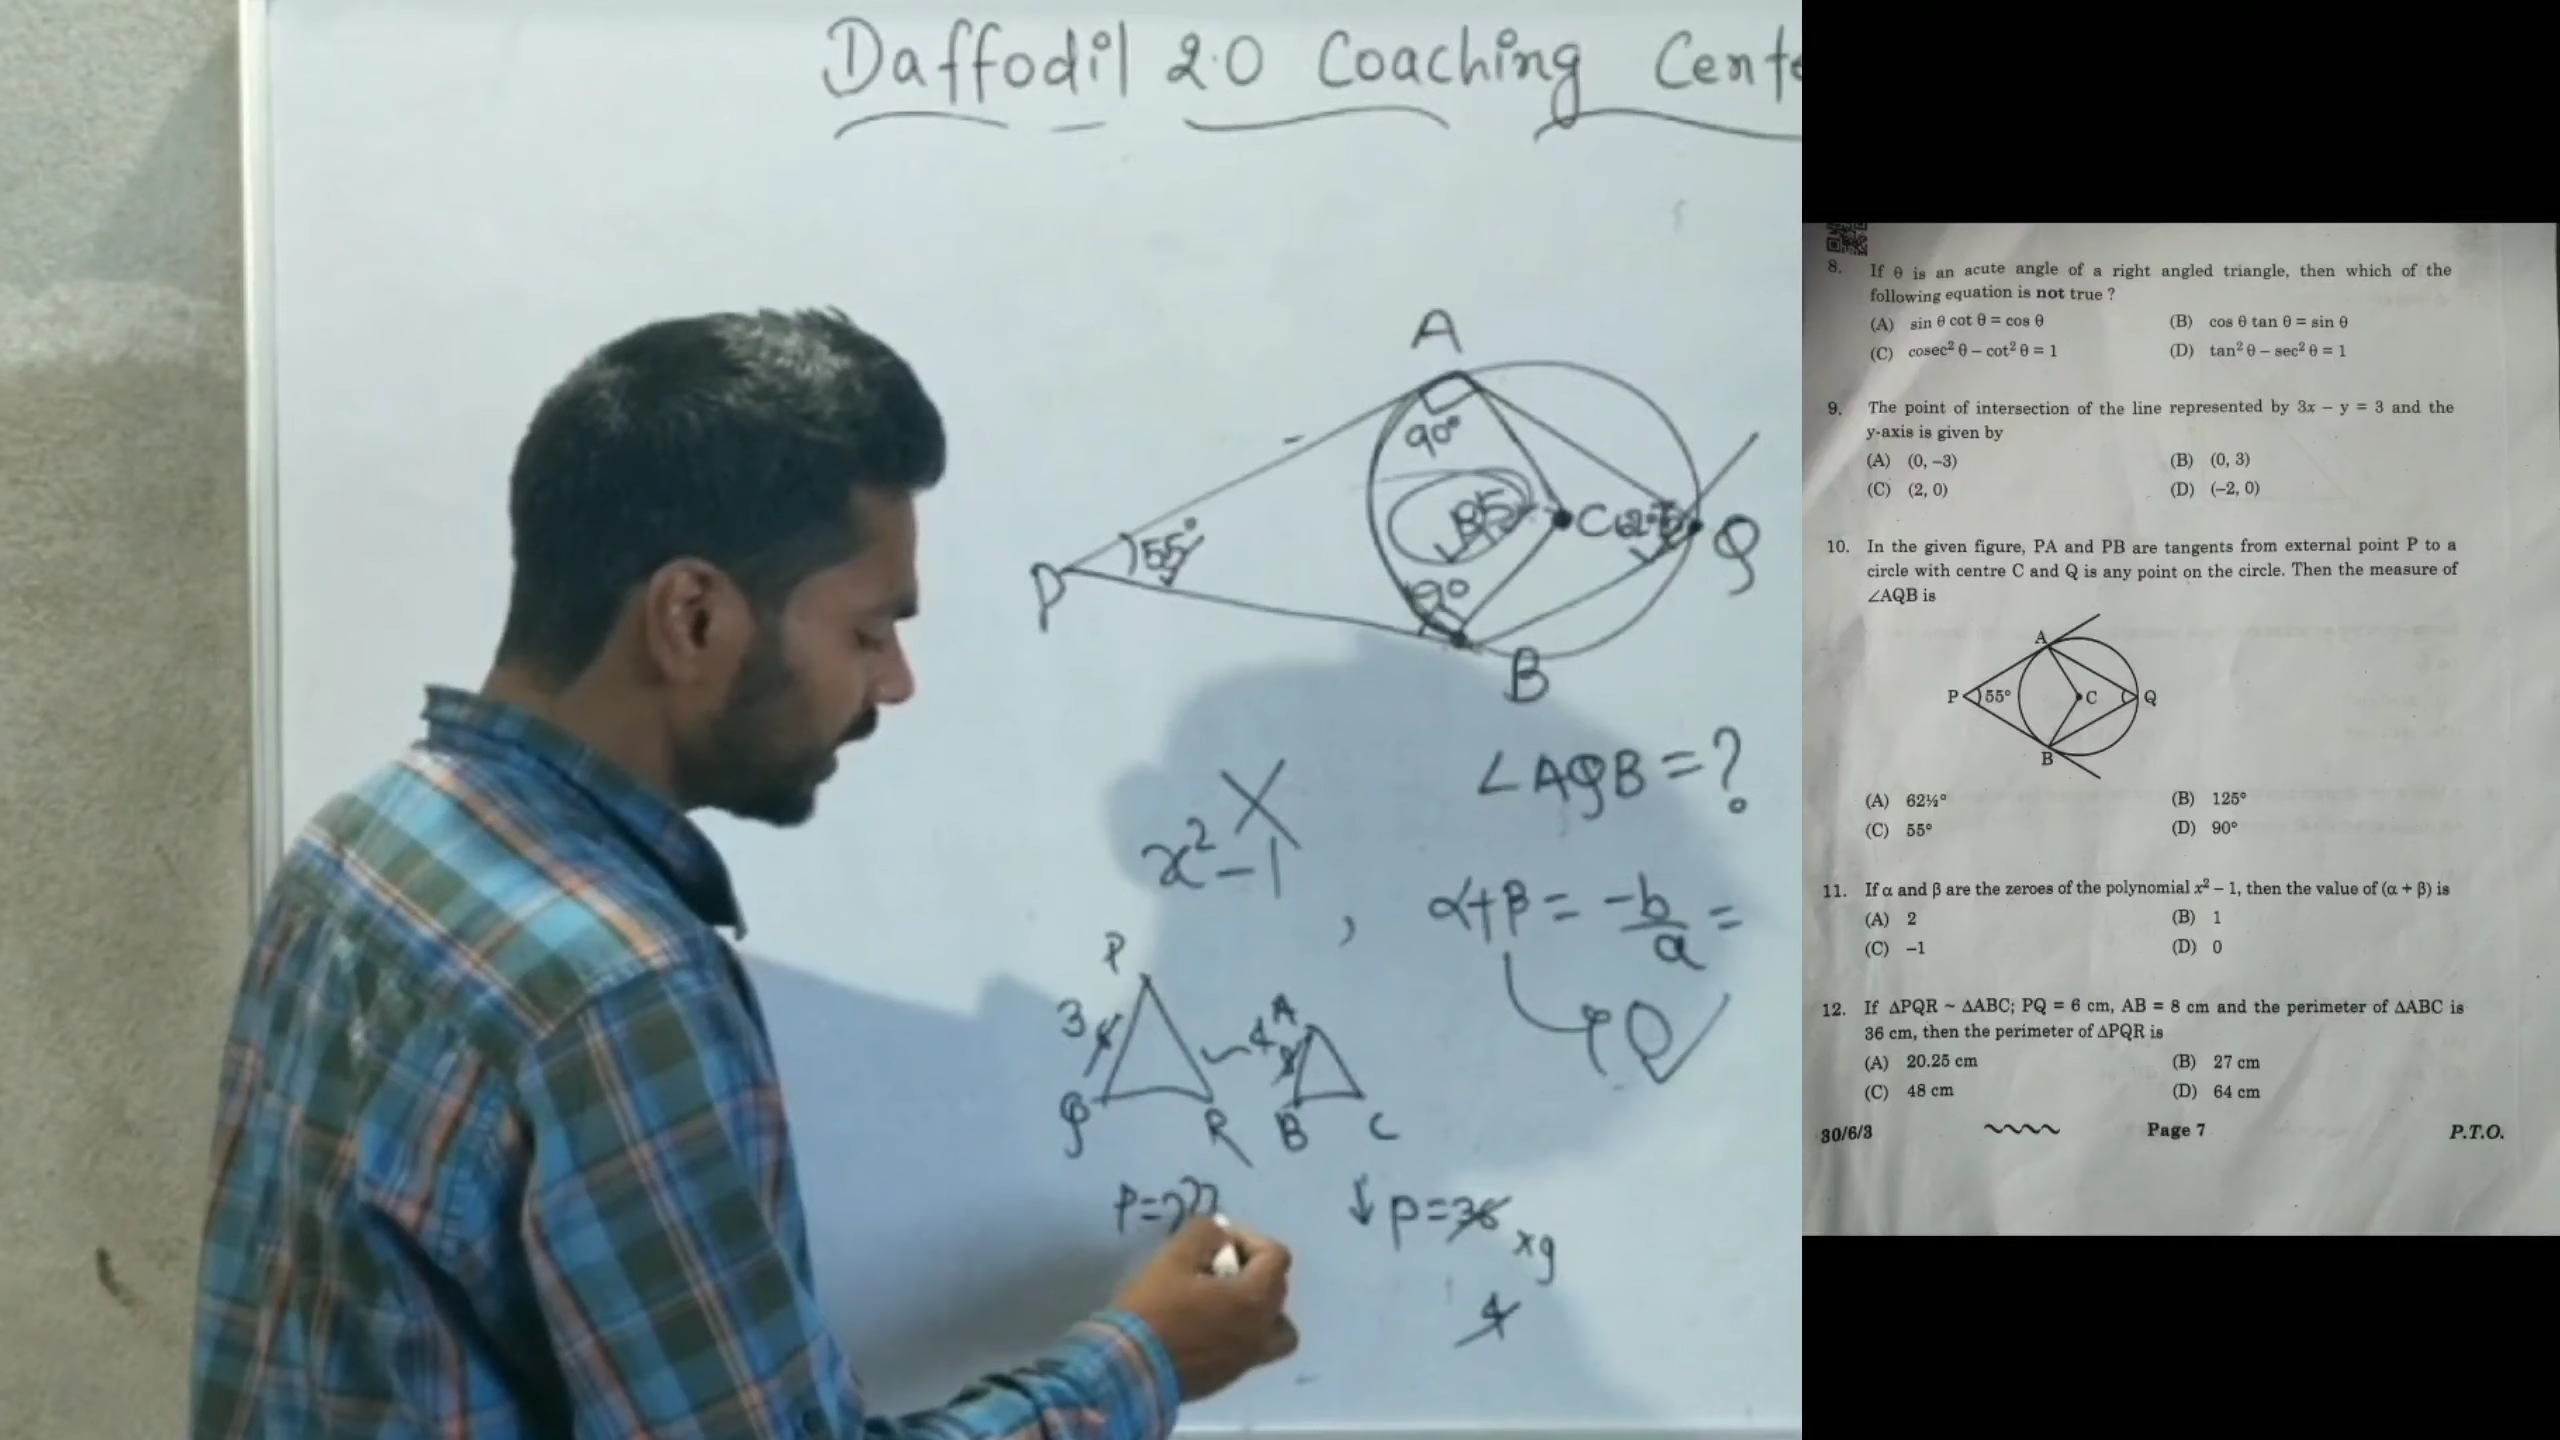 Daffodil 2.0 Coaching Cente
A
90°
55°
P
C
Q
90
B
∠AQB = ?
x² - 1
, α+β = -b/a =
0
P
3
Q
R
~
4
A
8
B
C
P=
P=36
x9
4
8. If θ is an acute angle of a right angled triangle, then which of the
following equation is not true ?
(A) sin θ cot θ = cos θ (B) cos θ tan θ = sin θ
(C) cosec² θ – cot² θ = 1 (D) tan² θ – sec² θ = 1
9. The point of intersection of the line represented by 3x – y = 3 and the
y-axis is given by
(A) (0, –3) (B) (0, 3)
(C) (2, 0) (D) (–2, 0)
10. In the given figure, PA and PB are tangents from external point P to a
circle with centre C and Q is any point on the circle. Then the measure of
∠AQB is
A
P 55° C Q
B
(A) 62½° (B) 125°
(C) 55° (D) 90°
11. If α and β are the zeroes of the polynomial x² – 1, then the value of (α + β) is
(A) 2 (B) 1
(C) –1 (D) 0
12. If ΔPQR ~ ΔABC; PQ = 6 cm, AB = 8 cm and the perimeter of ΔABC is
36 cm, then the perimeter of ΔPQR is
(A) 20.25 cm (B) 27 cm
(C) 48 cm (D) 64 cm
30/6/3 Page 7 P.T.O.